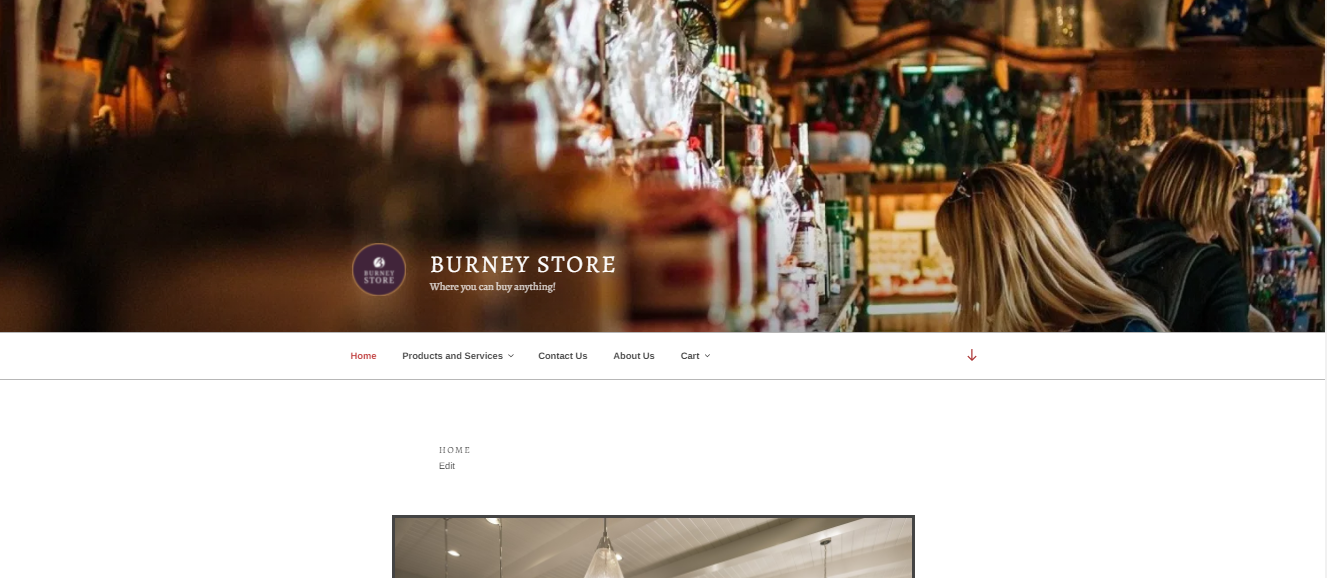 BURNEY
STORE
BURNEY STORE
Where you can buy anything!
Home Products and Services Contact Us About Us Cart
HOME
Edit